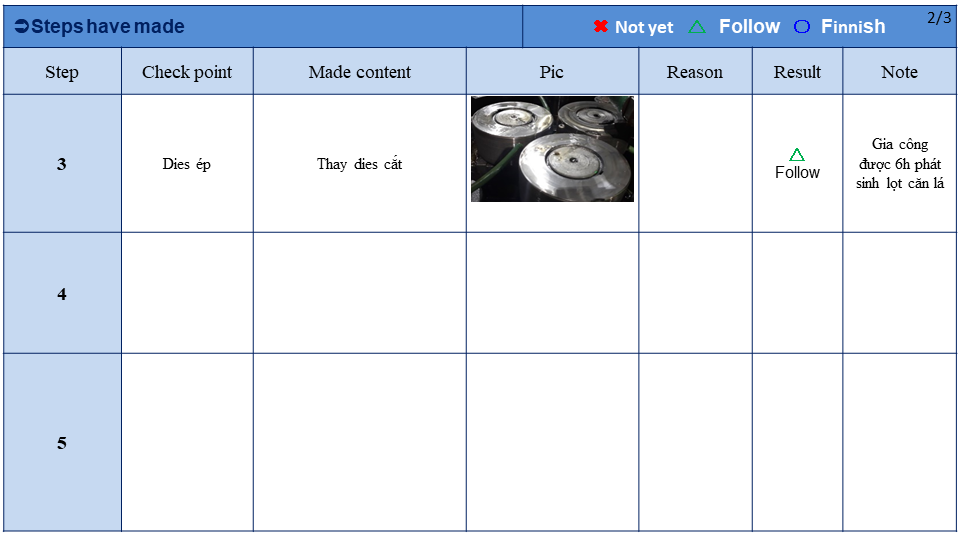 ➲Steps have made
✖ Not yet △ Follow ○ Finnish
2/3
Step Check point Made content Pic Reason Result Note
3
Dies ép
Thay dies cắt
△
Follow
Gia công
được 6h phát
sinh lọt căn lá
4
5